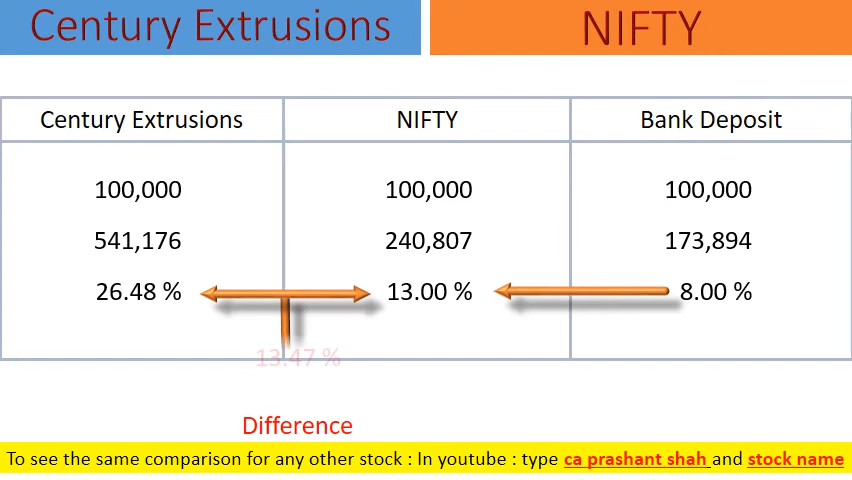 Century Extrusions NIFTY
Century Extrusions NIFTY Bank Deposit
100,000 100,000 100,000
541,176 240,807 173,894
26.48 % 13.00 % 8.00 %
13.47 %
Difference
To see the same comparison for any other stock : In youtube : type ca prashant shah and stock name